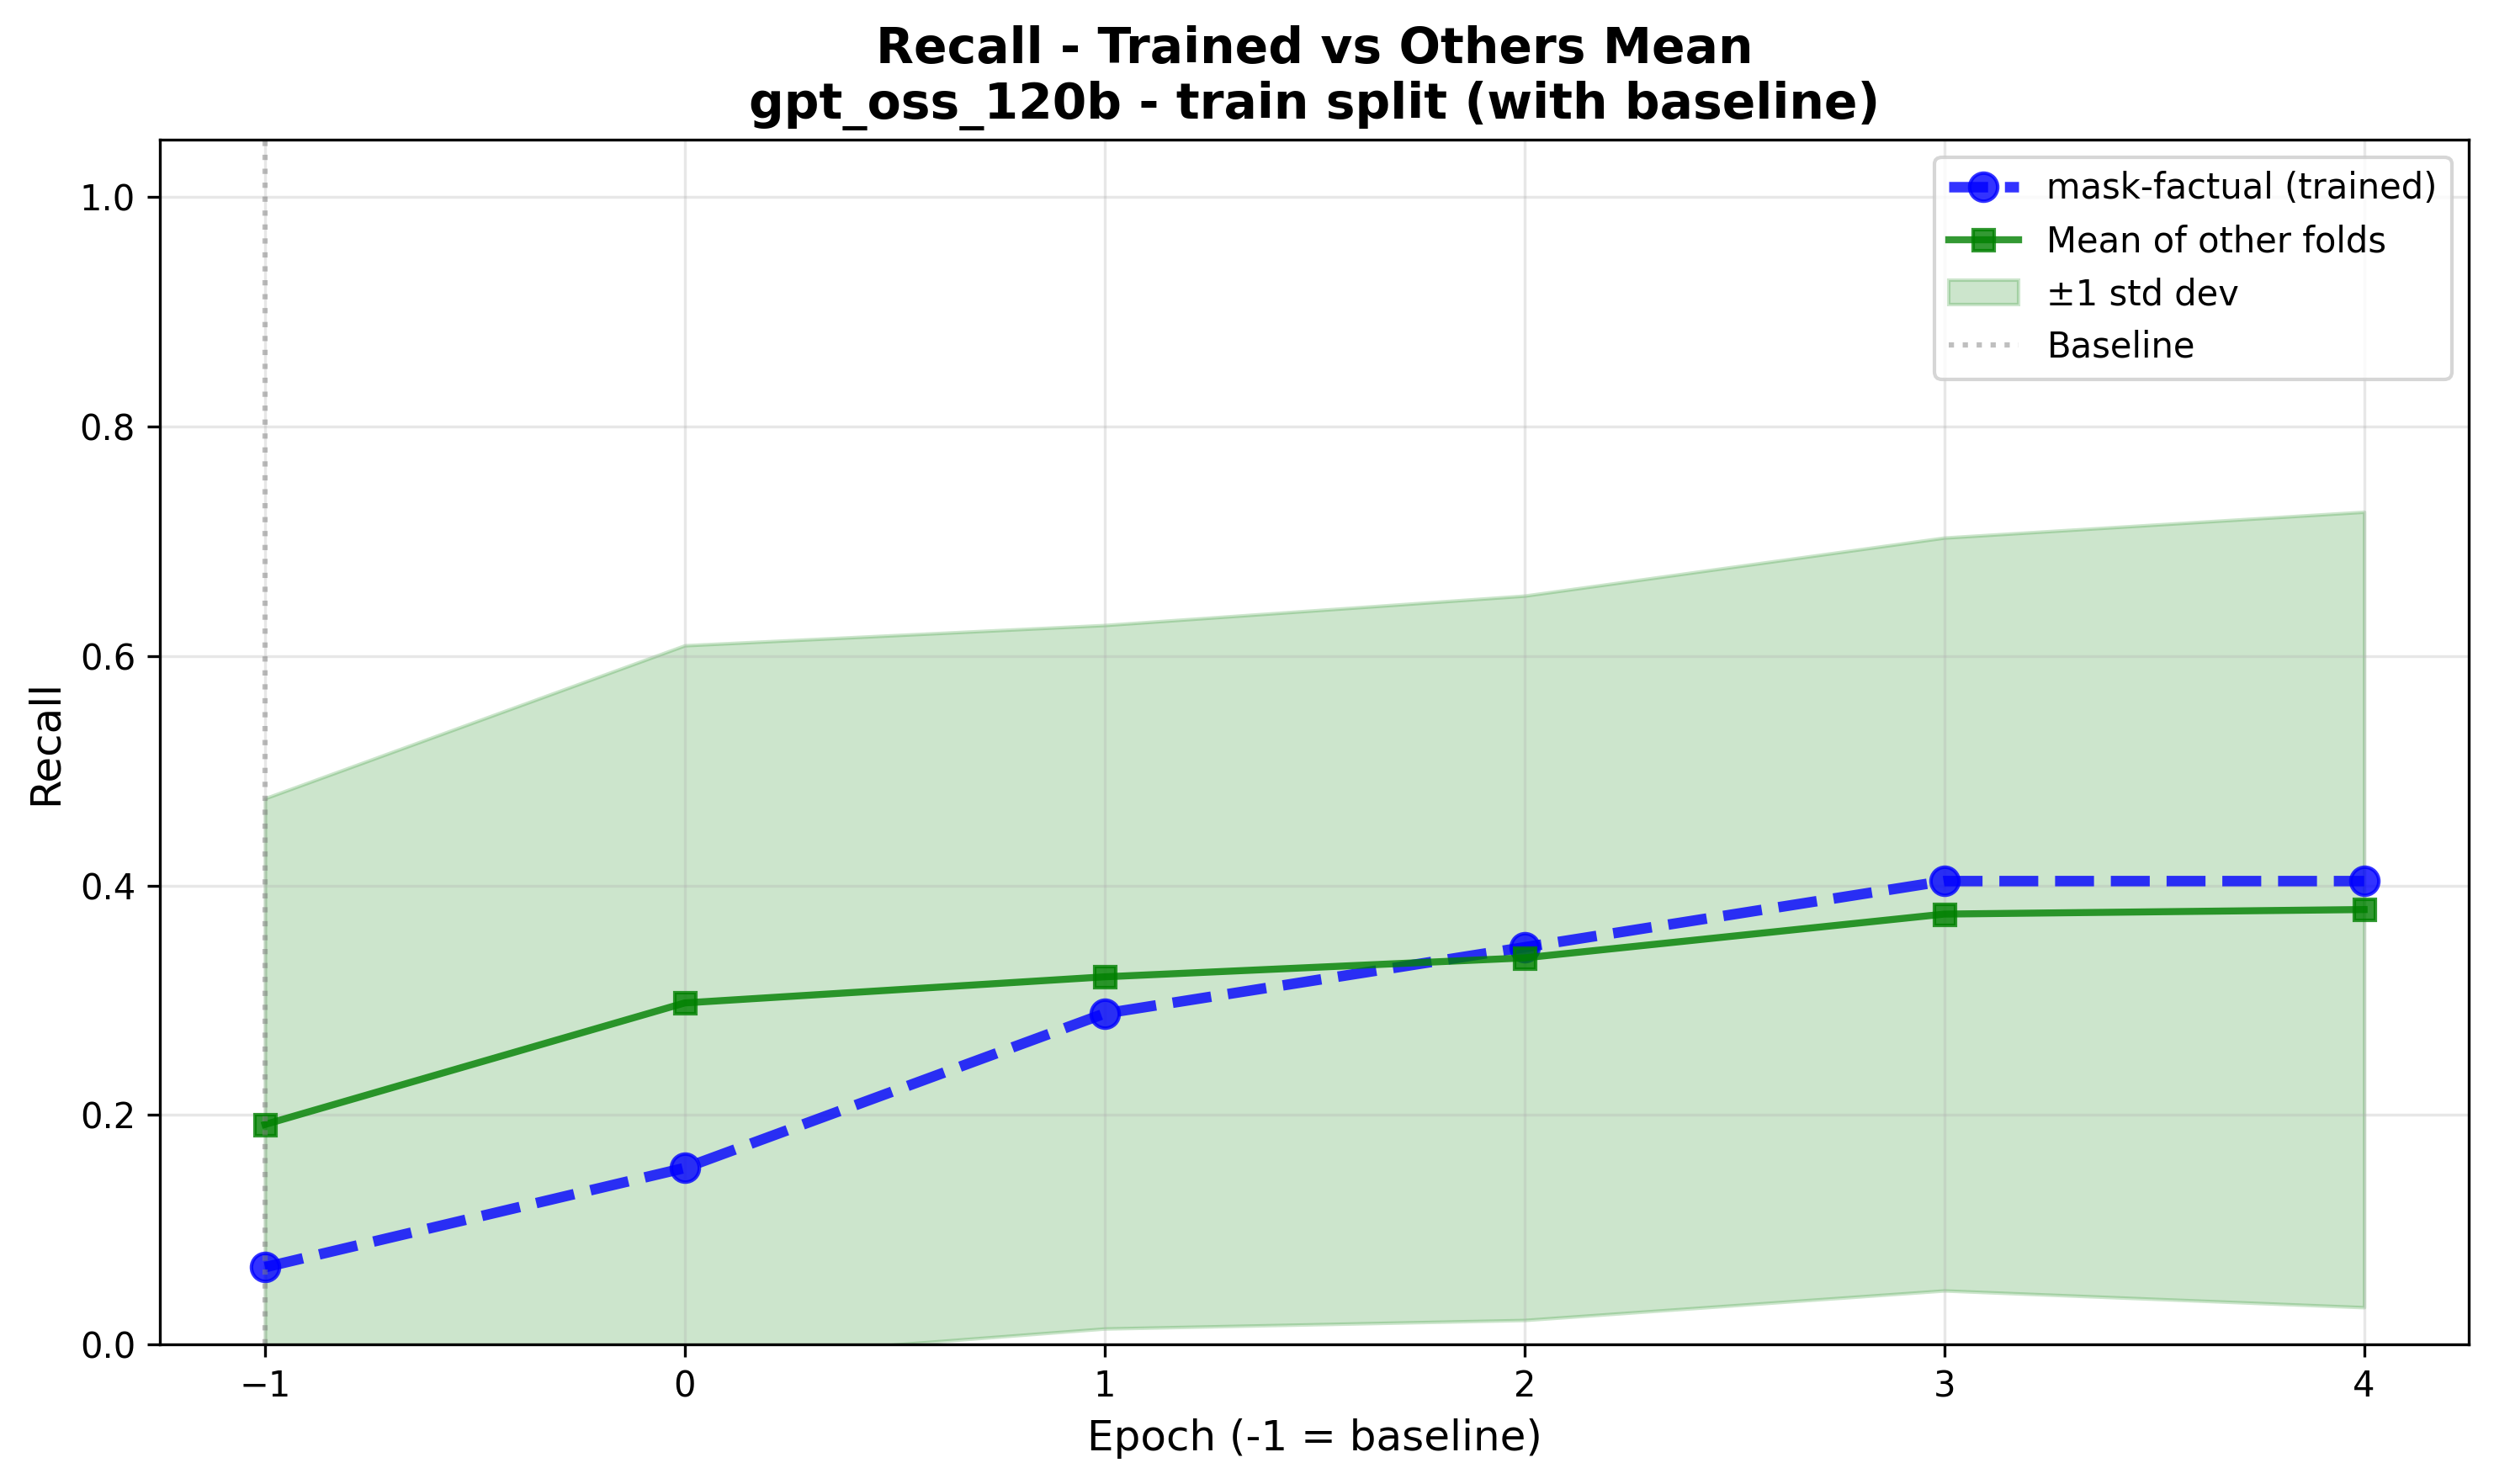 Recall - Trained vs Others Mean
gpt_oss_120b - train split (with baseline)
mask-factual (trained)
Mean of other folds
±1 std dev
Baseline
Recall
1.0
0.8
0.6
0.4
0.2
0.0
−1 0 1 2 3 4
Epoch (-1 = baseline)